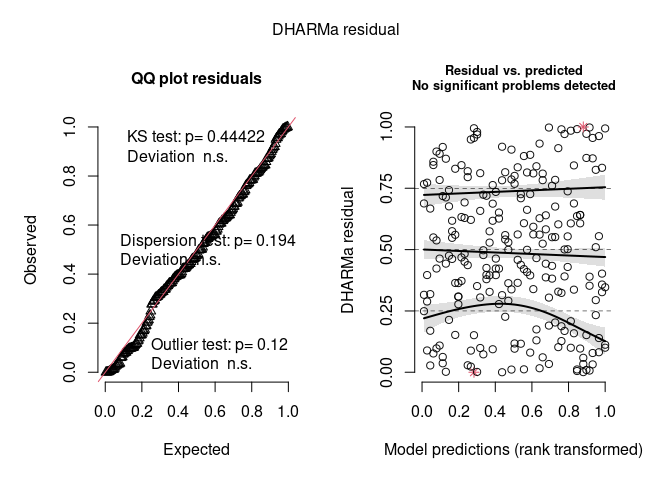 DHARMa residual
QQ plot residuals
KS test: p= 0.44422
Deviation n.s.
Dispersion test: p= 0.194
Deviation n.s.
Outlier test: p= 0.12
Deviation n.s.
Observed
0.0 0.2 0.4 0.6 0.8 1.0
0.0 0.2 0.4 0.6 0.8 1.0
Expected
Residual vs. predicted
No significant problems detected
DHARMa residual
0.00 0.25 0.50 0.75 1.00
0.0 0.2 0.4 0.6 0.8 1.0
Model predictions (rank transformed)